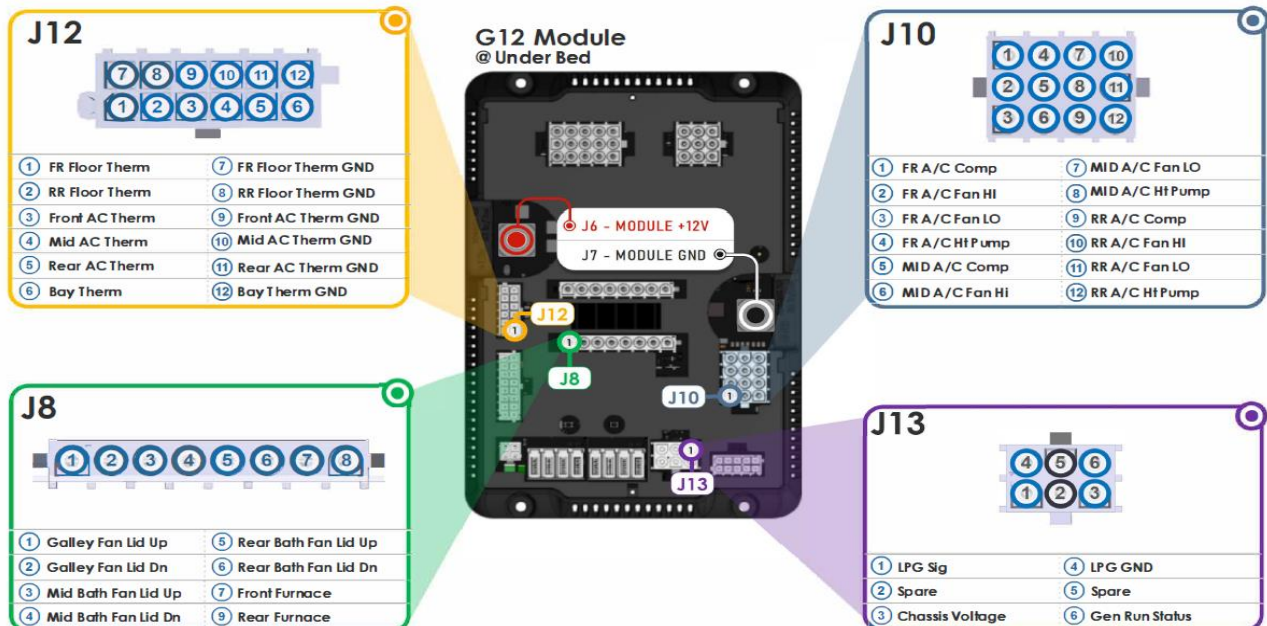 J12
7 8 9 10 11 12
1 2 3 4 5 6
1 FR Floor Therm 7 FR Floor Therm GND
2 RR Floor Therm 8 RR Floor Therm GND
3 Front AC Therm 9 Front AC Therm GND
4 Mid AC Therm 10 Mid AC Therm GND
5 Rear AC Therm 11 Rear AC Therm GND
6 Bay Therm 12 Bay Therm GND
G12 Module
@ Under Bed
J6 - MODULE +12V
J7 - MODULE GND
1 J12
1
J8
J10 1
1
J13
J10
1 4 7 10
2 5 8 11
3 6 9 12
1 FR A/C Comp 7 MID A/C Fan LO
2 FR A/C Fan HI 8 MID A/C Ht Pump
3 FR A/C Fan LO 9 RR A/C Comp
4 FR A/C Ht Pump 10 RR A/C Fan HI
5 MID A/C Comp 11 RR A/C Fan LO
6 MID A/C Fan Hi 12 RR A/C Ht Pump
J8
1 2 3 4 5 6 7 8
1 Galley Fan Lid Up 5 Rear Bath Fan Lid Up
2 Galley Fan Lid Dn 6 Rear Bath Fan Lid Dn
3 Mid Bath Fan Lid Up 7 Front Furnace
4 Mid Bath Fan Lid Dn 9 Rear Furnace
J13
4 5 6
1 2 3
1 LPG Sig 4 LPG GND
2 Spare 5 Spare
3 Chassis Voltage 6 Gen Run Status